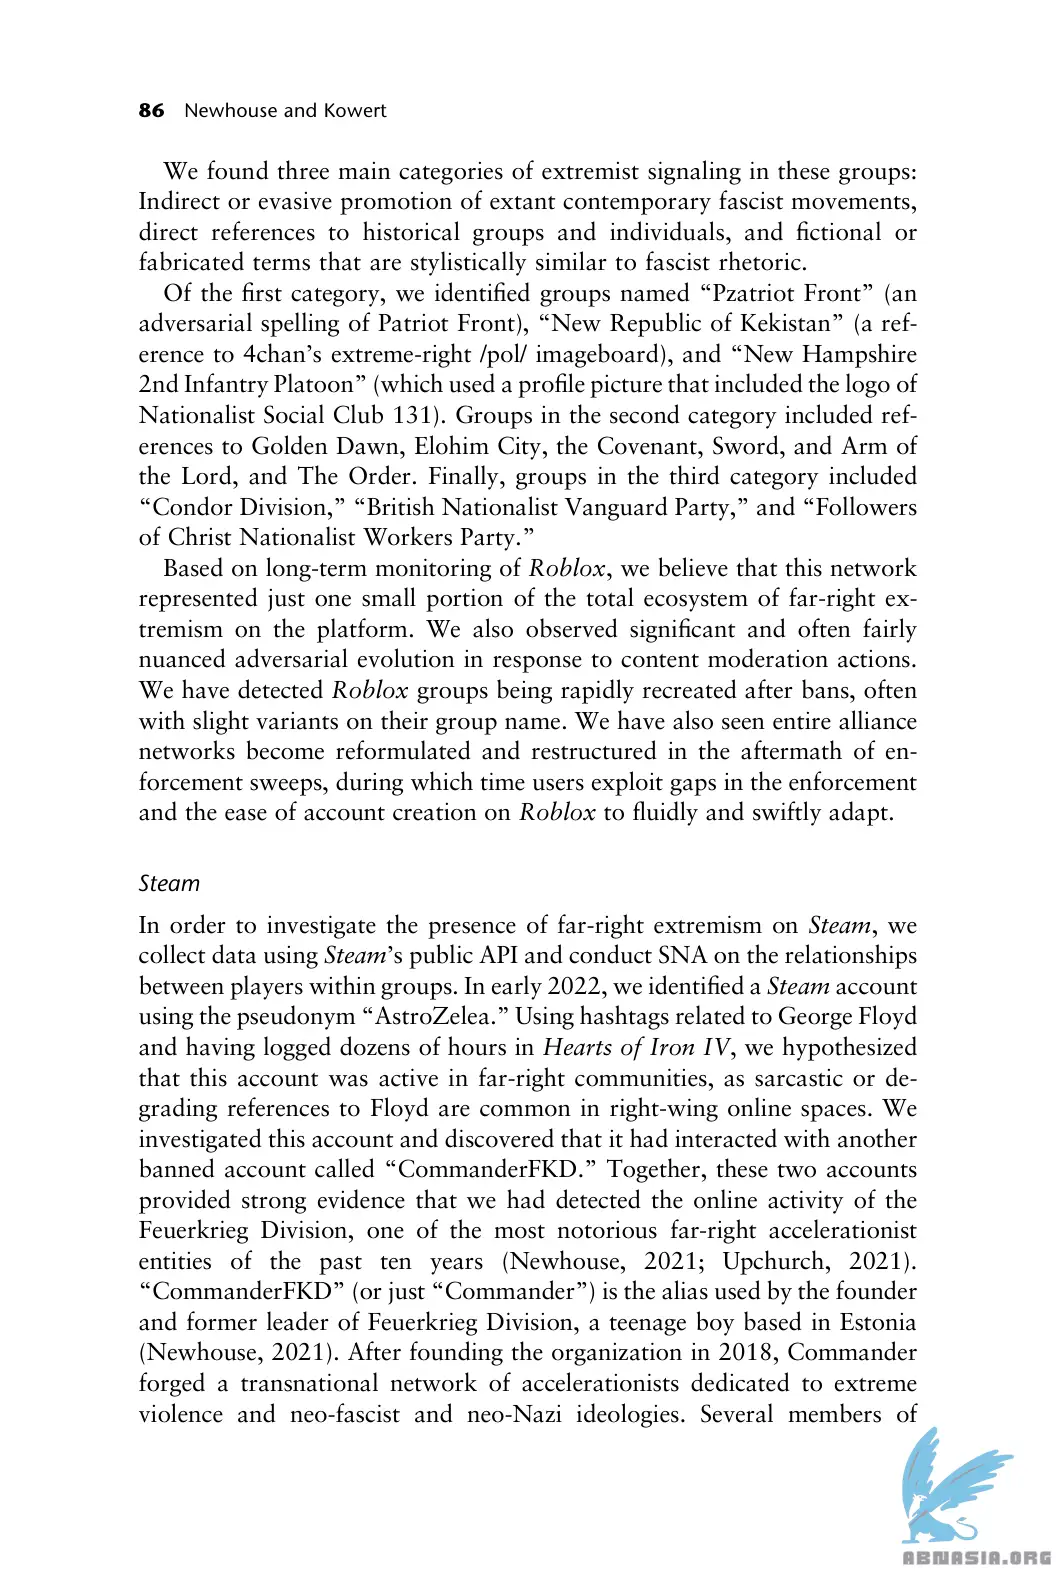 86 Newhouse and Kowert
We found three main categories of extremist signaling in these groups:
Indirect or evasive promotion of extant contemporary fascist movements,
direct references to historical groups and individuals, and fictional or
fabricated terms that are stylistically similar to fascist rhetoric.
Of the first category, we identified groups named “Pzatriot Front” (an
adversarial spelling of Patriot Front), “New Republic of Kekistan” (a ref-
erence to 4chan’s extreme-right /pol/ imageboard), and “New Hampshire
2nd Infantry Platoon” (which used a profile picture that included the logo of
Nationalist Social Club 131). Groups in the second category included ref-
erences to Golden Dawn, Elohim City, the Covenant, Sword, and Arm of
the Lord, and The Order. Finally, groups in the third category included
“Condor Division,” “British Nationalist Vanguard Party,” and “Followers
of Christ Nationalist Workers Party.”
Based on long-term monitoring of Roblox, we believe that this network
represented just one small portion of the total ecosystem of far-right ex-
tremism on the platform. We also observed significant and often fairly
nuanced adversarial evolution in response to content moderation actions.
We have detected Roblox groups being rapidly recreated after bans, often
with slight variants on their group name. We have also seen entire alliance
networks become reformulated and restructured in the aftermath of en-
forcement sweeps, during which time users exploit gaps in the enforcement
and the ease of account creation on Roblox to fluidly and swiftly adapt.
Steam
In order to investigate the presence of far-right extremism on Steam, we
collect data using Steam’s public API and conduct SNA on the relationships
between players within groups. In early 2022, we identified a Steam account
using the pseudonym “AstroZelea.” Using hashtags related to George Floyd
and having logged dozens of hours in Hearts of Iron IV, we hypothesized
that this account was active in far-right communities, as sarcastic or de-
grading references to Floyd are common in right-wing online spaces. We
investigated this account and discovered that it had interacted with another
banned account called “CommanderFKD.” Together, these two accounts
provided strong evidence that we had detected the online activity of the
Feuerkrieg Division, one of the most notorious far-right accelerationist
entities of the past ten years (Newhouse, 2021; Upchurch, 2021).
“CommanderFKD” (or just “Commander”) is the alias used by the founder
and former leader of Feuerkrieg Division, a teenage boy based in Estonia
(Newhouse, 2021). After founding the organization in 2018, Commander
forged a transnational network of accelerationists dedicated to extreme
violence and neo-fascist and neo-Nazi ideologies. Several members of
ABNASIA.ORG